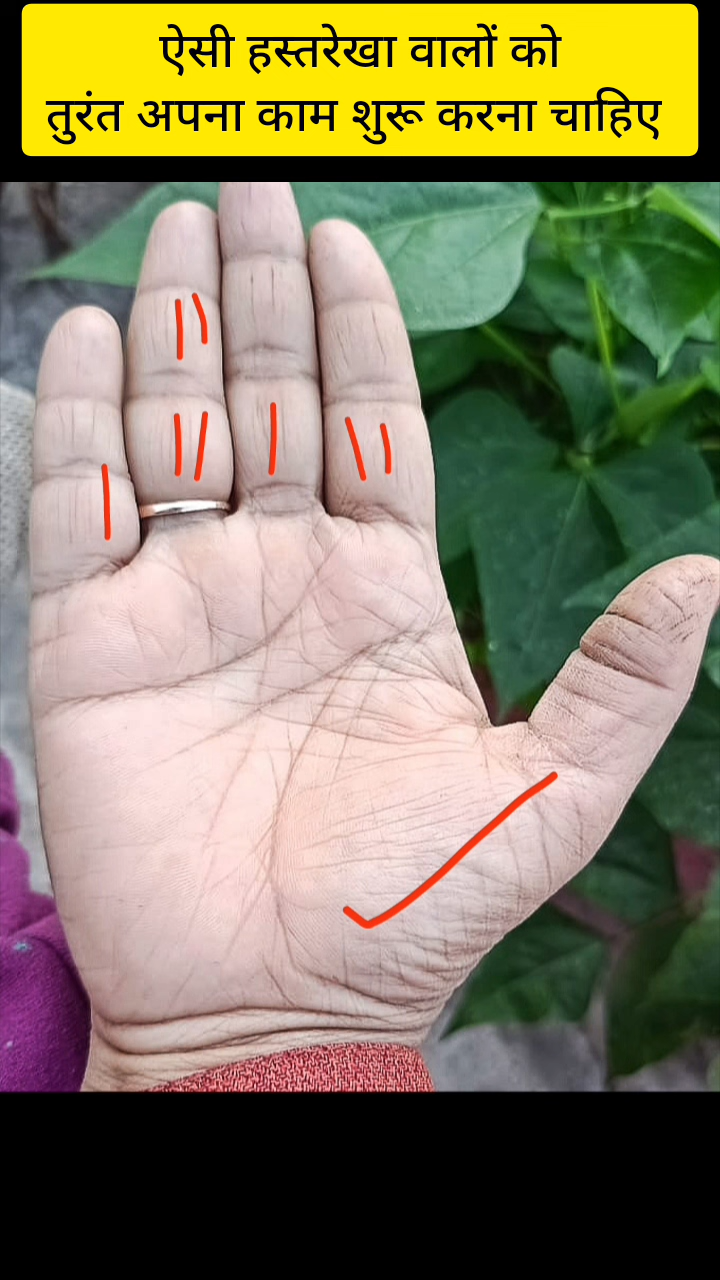 ऐसी हस्तरेखा वालों को
तुरंत अपना काम शुरू करना चाहिए